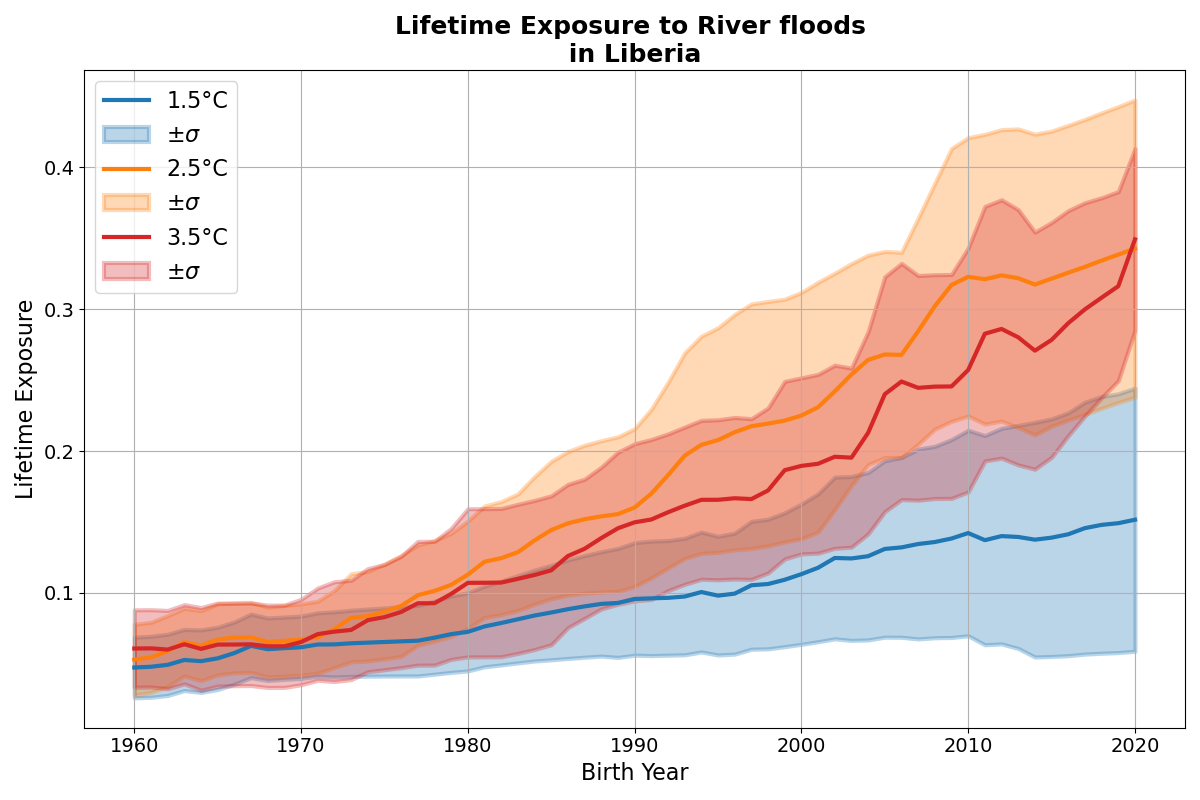 Lifetime Exposure to River floods
in Liberia
1.5°C
±σ
2.5°C
±σ
3.5°C
±σ
Lifetime Exposure
0.4
0.3
0.2
0.1
1960 1970 1980 1990 2000 2010 2020
Birth Year